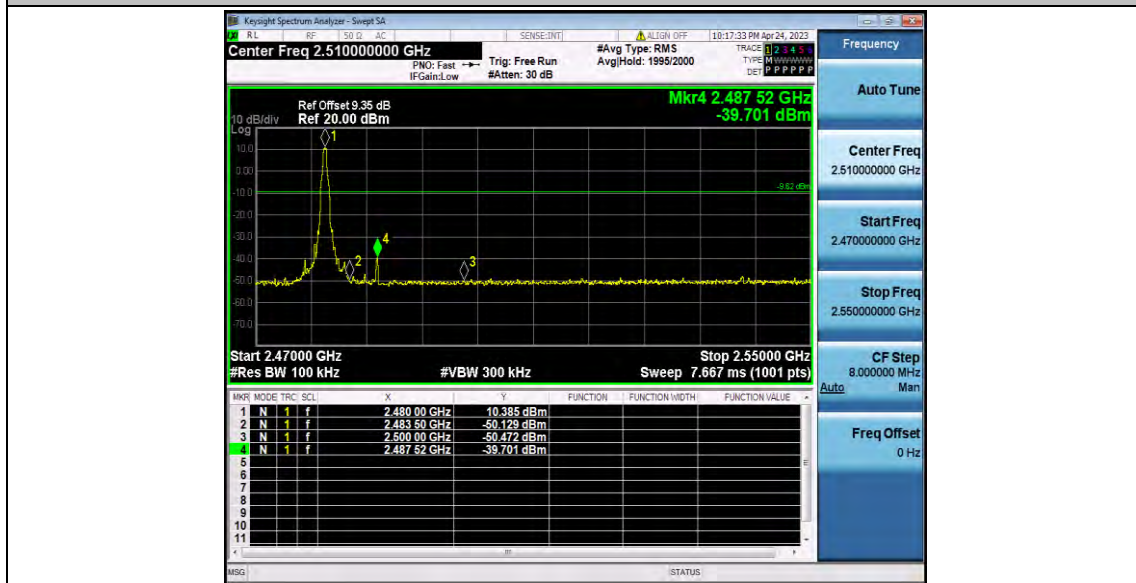 Keysight Spectrum Analyzer - Swept SA
RL RF 50 Ω AC SENSE:INT ALIGN OFF 10:17:33 PM Apr 24, 2023
Center Freq 2.510000000 GHz
PNO: Fast
IFGain:Low
Trig: Free Run
#Atten: 30 dB
#Avg Type: RMS
Avg|Hold: 1995/2000
TRACE 1 2 3 4 5 6
TYPE M WWWWW
DET P P P P P P
Mkr4 2.487 52 GHz
-39.701 dBm
Ref Offset 9.35 dB
10 dB/div Ref 20.00 dBm
Log
1
10.0
0.00
-9.62 dBm
-10.0
-20.0
-30.0
4
-40.0
2
3
-50.0
-60.0
-70.0
Start 2.47000 GHz Stop 2.55000 GHz
#Res BW 100 kHz #VBW 300 kHz Sweep 7.667 ms (1001 pts)
MKR MODE TRC SCL X Y FUNCTION FUNCTION WIDTH FUNCTION VALUE
1 N 1 f 2.480 00 GHz 10.385 dBm
2 N 1 f 2.483 50 GHz -50.129 dBm
3 N 1 f 2.500 00 GHz -50.472 dBm
4 N 1 f 2.487 52 GHz -39.701 dBm
5
6
7
8
9
10
11
MSG STATUS
Frequency
Auto Tune
Center Freq
2.510000000 GHz
Start Freq
2.470000000 GHz
Stop Freq
2.550000000 GHz
CF Step
8.000000 MHz
Auto Man
Freq Offset
0 Hz